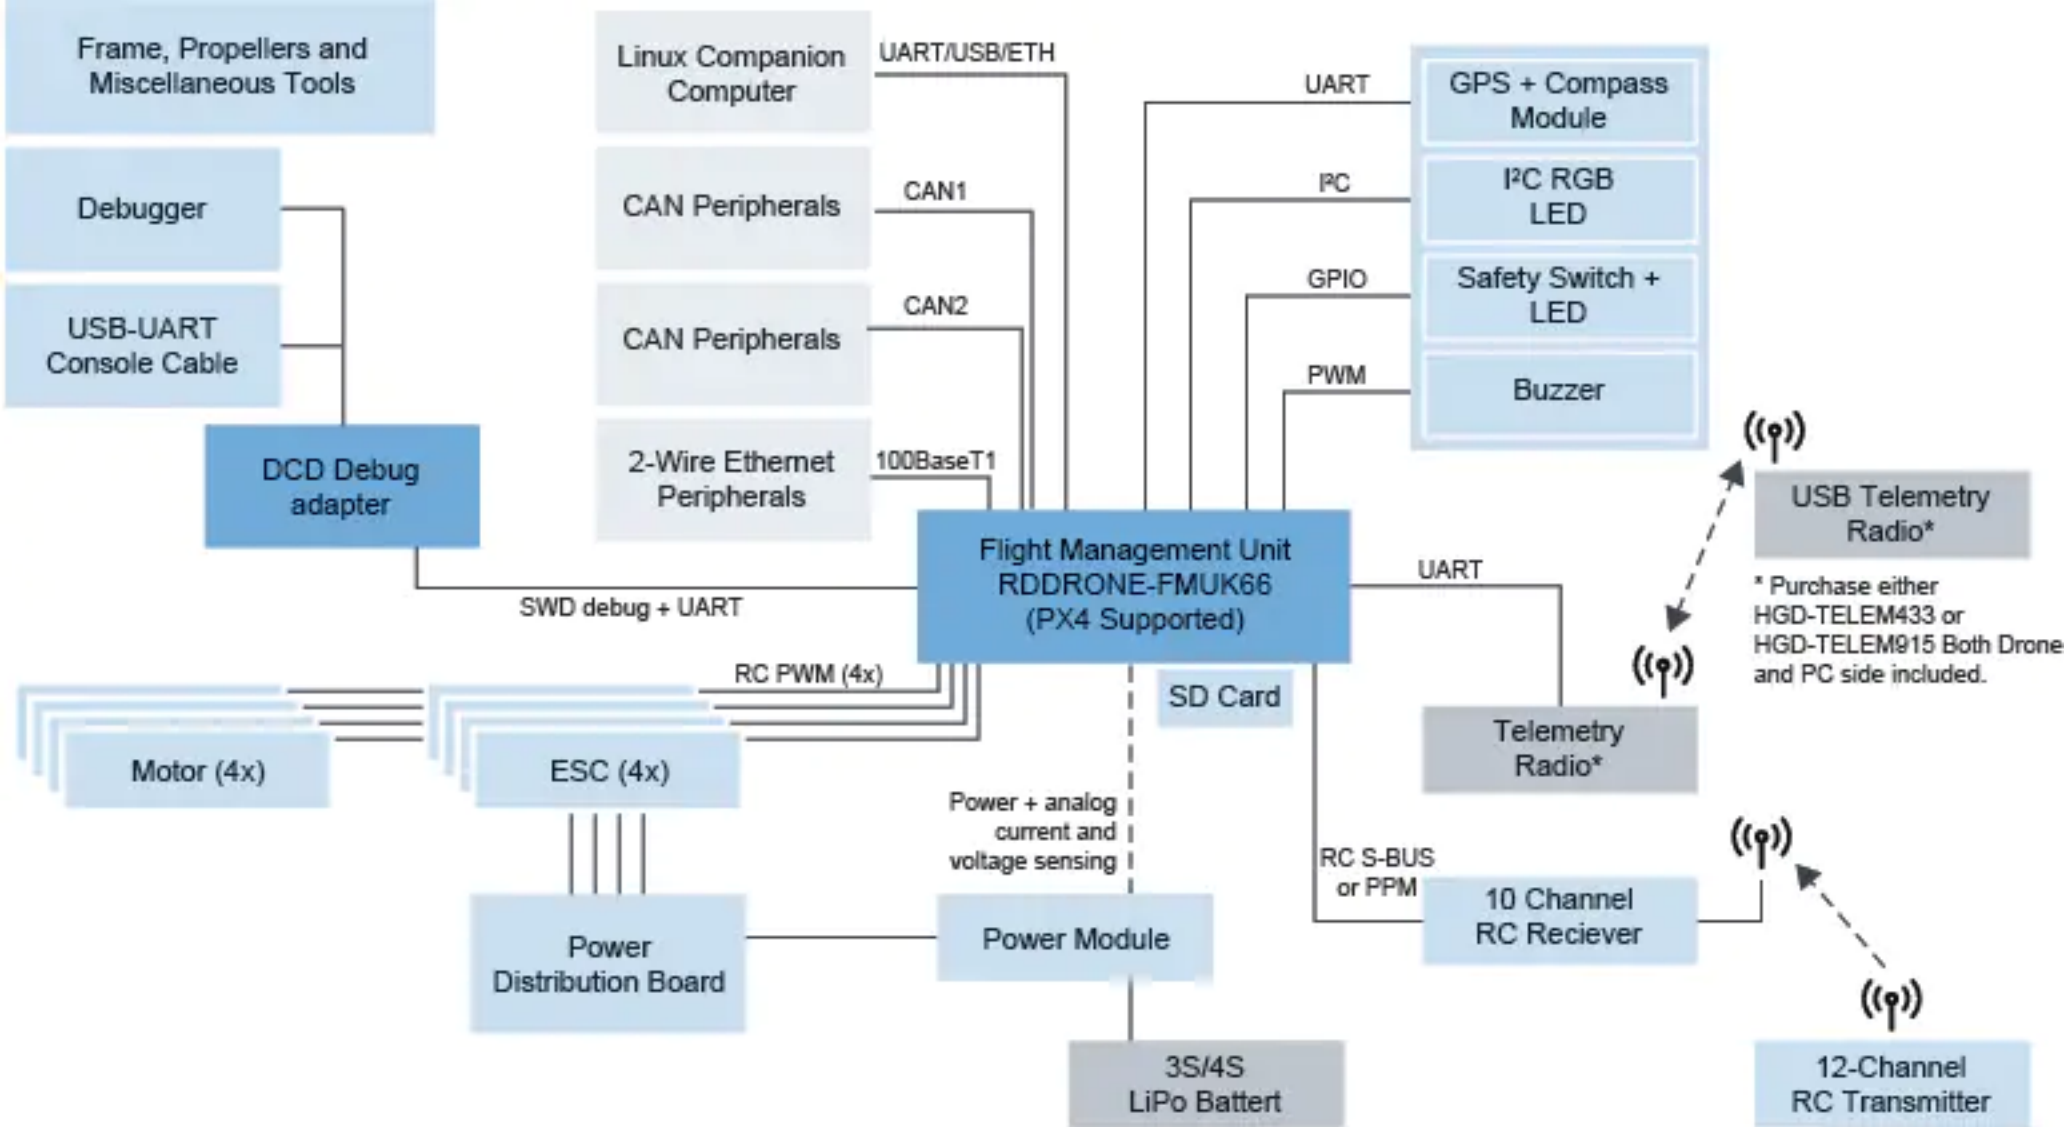 Frame, Propellers and
Miscellaneous Tools
Debugger
USB-UART
Console Cable
DCD Debug
adapter
SWD debug + UART
Linux Companion
Computer
UART/USB/ETH
CAN Peripherals
CAN1
CAN Peripherals
CAN2
2-Wire Ethernet
Peripherals
100BaseT1
UART
GPS + Compass
Module
I²C
I²C RGB
LED
GPIO
Safety Switch +
LED
PWM
Buzzer
Flight Management Unit
RDDRONE-FMUK66
(PX4 Supported)
UART
USB Telemetry
Radio*
* Purchase either
HGD-TELEM433 or
HGD-TELEM915 Both Drone
and PC side included.
Telemetry
Radio*
RC PWM (4x)
SD Card
Motor (4x)
ESC (4x)
Power + analog
current and
voltage sensing
RC S-BUS
or PPM
10 Channel
RC Reciever
Power
Distribution Board
Power Module
3S/4S
LiPo Battert
12-Channel
RC Transmitter